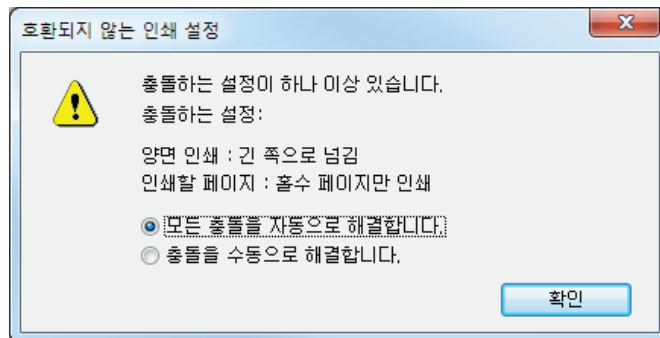 호환되지 않는 인쇄 설정
충돌하는 설정이 하나 이상 있습니다.
충돌하는 설정:
양면 인쇄 : 긴 쪽으로 넘김
인쇄할 페이지 : 홀수 페이지만 인쇄
모든 충돌을 자동으로 해결합니다.
충돌을 수동으로 해결합니다.
확인